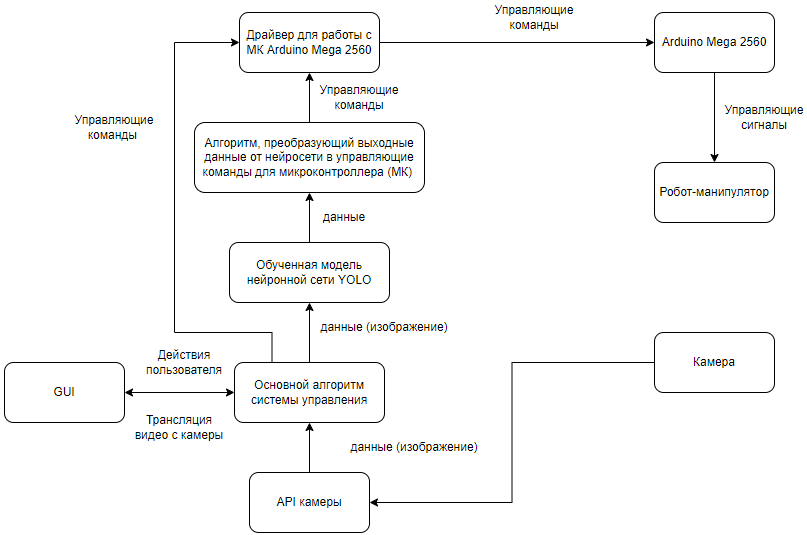 Управляющие
команды
Драйвер для работы с
МК Arduino Mega 2560
Arduino Mega 2560
Управляющие
команды
Управляющие
сигналы
Управляющие
команды
Алгоритм, преобразующий выходные
данные от нейросети в управляющие
команды для микроконтроллера (МК)
Робот-манипулятор
данные
Обученная модель
нейронной сети YOLO
данные (изображение)
Действия
пользователя
Камера
GUI
Основной алгоритм
системы управления
Трансляция
видео с камеры
данные (изображение)
API камеры